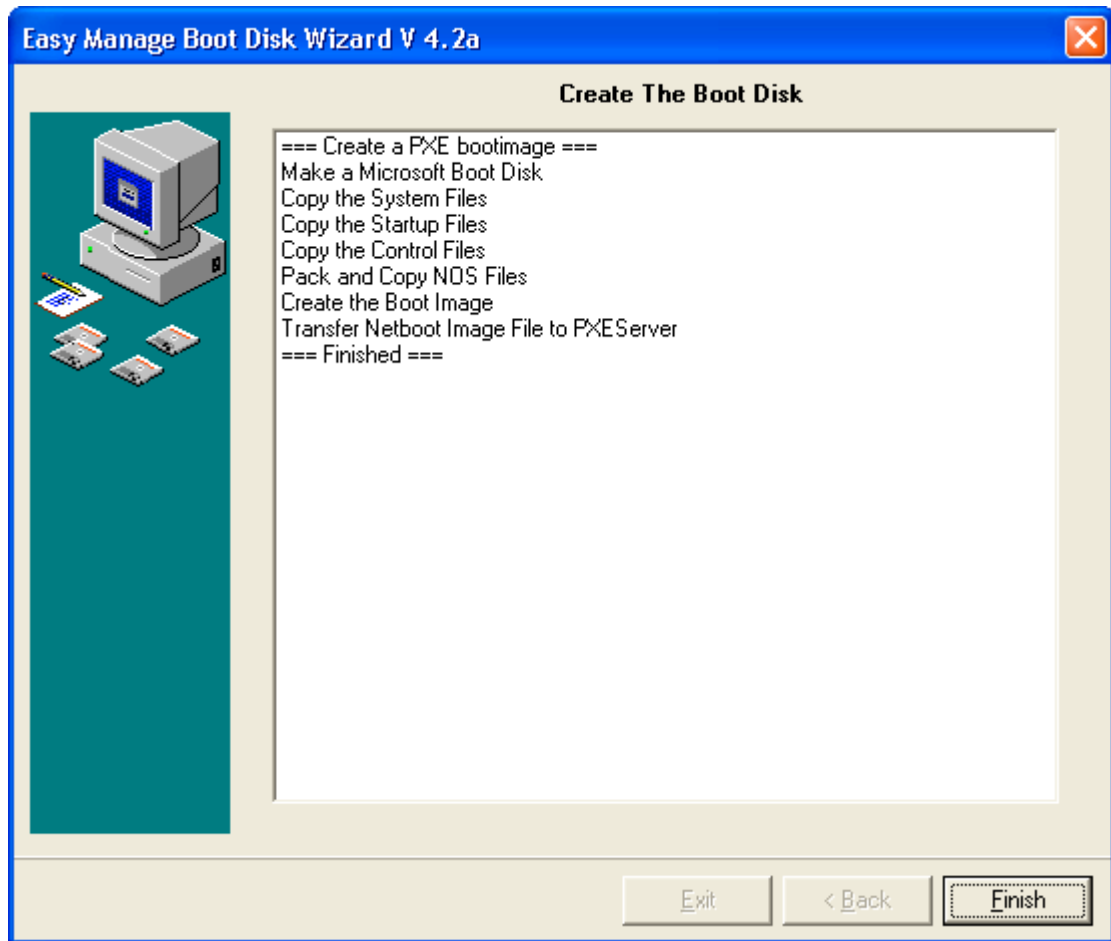 Easy Manage Boot Disk Wizard V 4.2a
Create The Boot Disk
=== Create a PXE bootimage ===
Make a Microsoft Boot Disk
Copy the System Files
Copy the Startup Files
Copy the Control Files
Pack and Copy NOS Files
Create the Boot Image
Transfer Netboot Image File to PXEServer
=== Finished ===
Exit
< Back
Finish